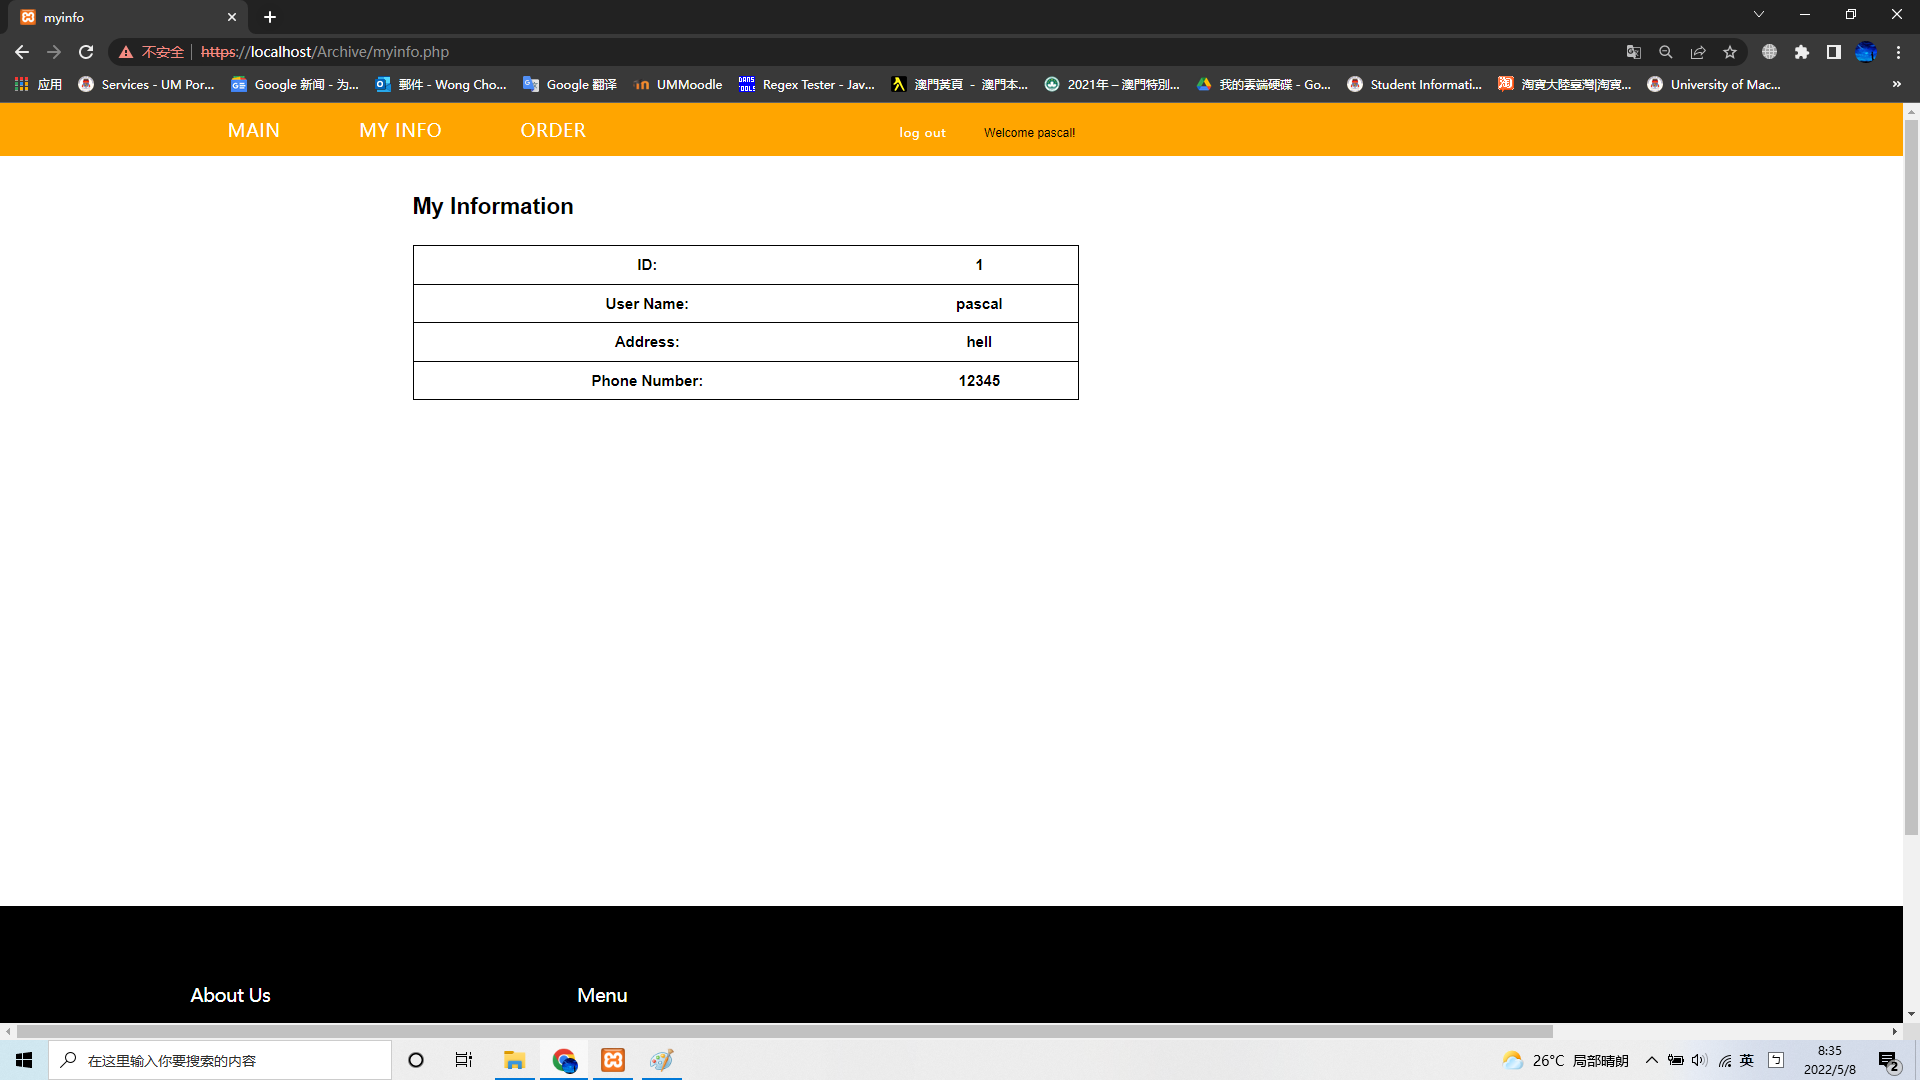 myinfo
不安全 https://localhost/Archive/myinfo.php
应用 Services - UM Por... Google 新闻 - 为... 郵件 - Wong Cho... Google 翻译 UMMoodle Regex Tester - Jav... 澳門黃頁 - 澳門本... 2021年 – 澳門特別... 我的雲端硬碟 - Go... Student Informati... 淘寶大陸臺灣|淘寶... University of Mac... »
MAIN MY INFO ORDER log out Welcome pascal!
My Information
ID: 1
User Name: pascal
Address: hell
Phone Number: 12345
About Us Menu
在这里输入你要搜索的内容
26°C 局部晴朗 英
8:35
2022/5/8
2